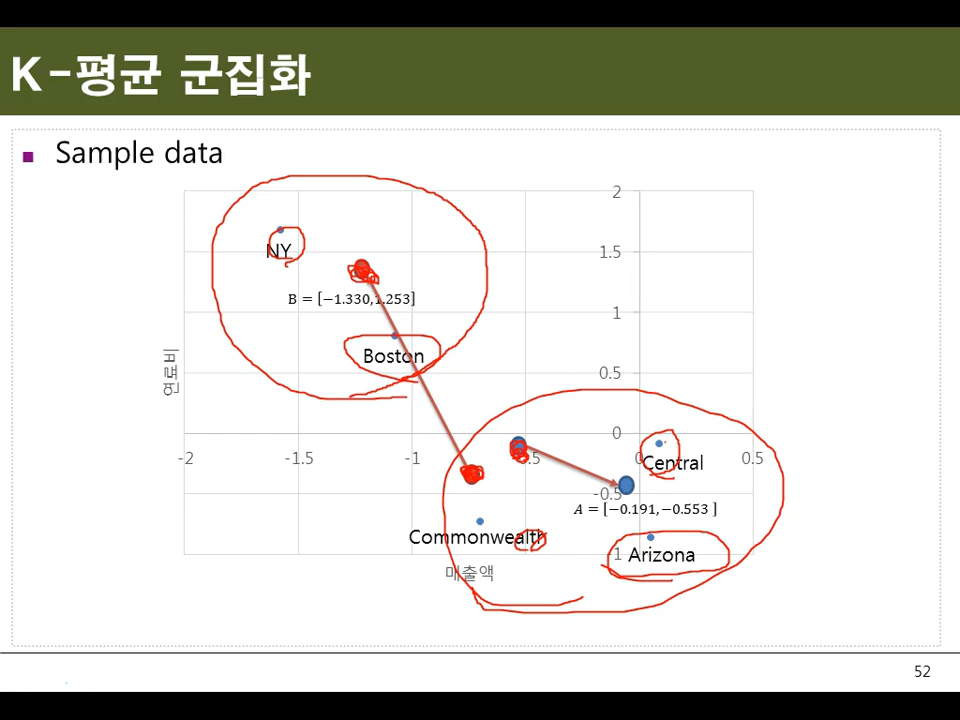 K-평균 군집화
Sample data
2
NY
1.5
B = [−1.330,1.253]
1
Boston
0.5
연료비
0
-2
-1.5
-1
0
0.5
Central
-0.5
A = [−0.191,−0.553 ]
Commonwealth
1
Arizona
매출액
52